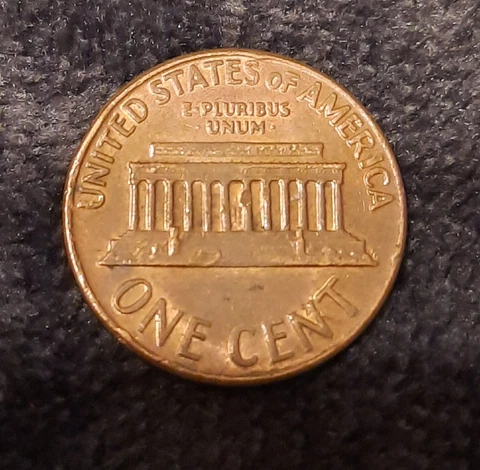 UNITED STATES OF AMERICA
E·PLURIBUS
·UNUM·
ONE CENT